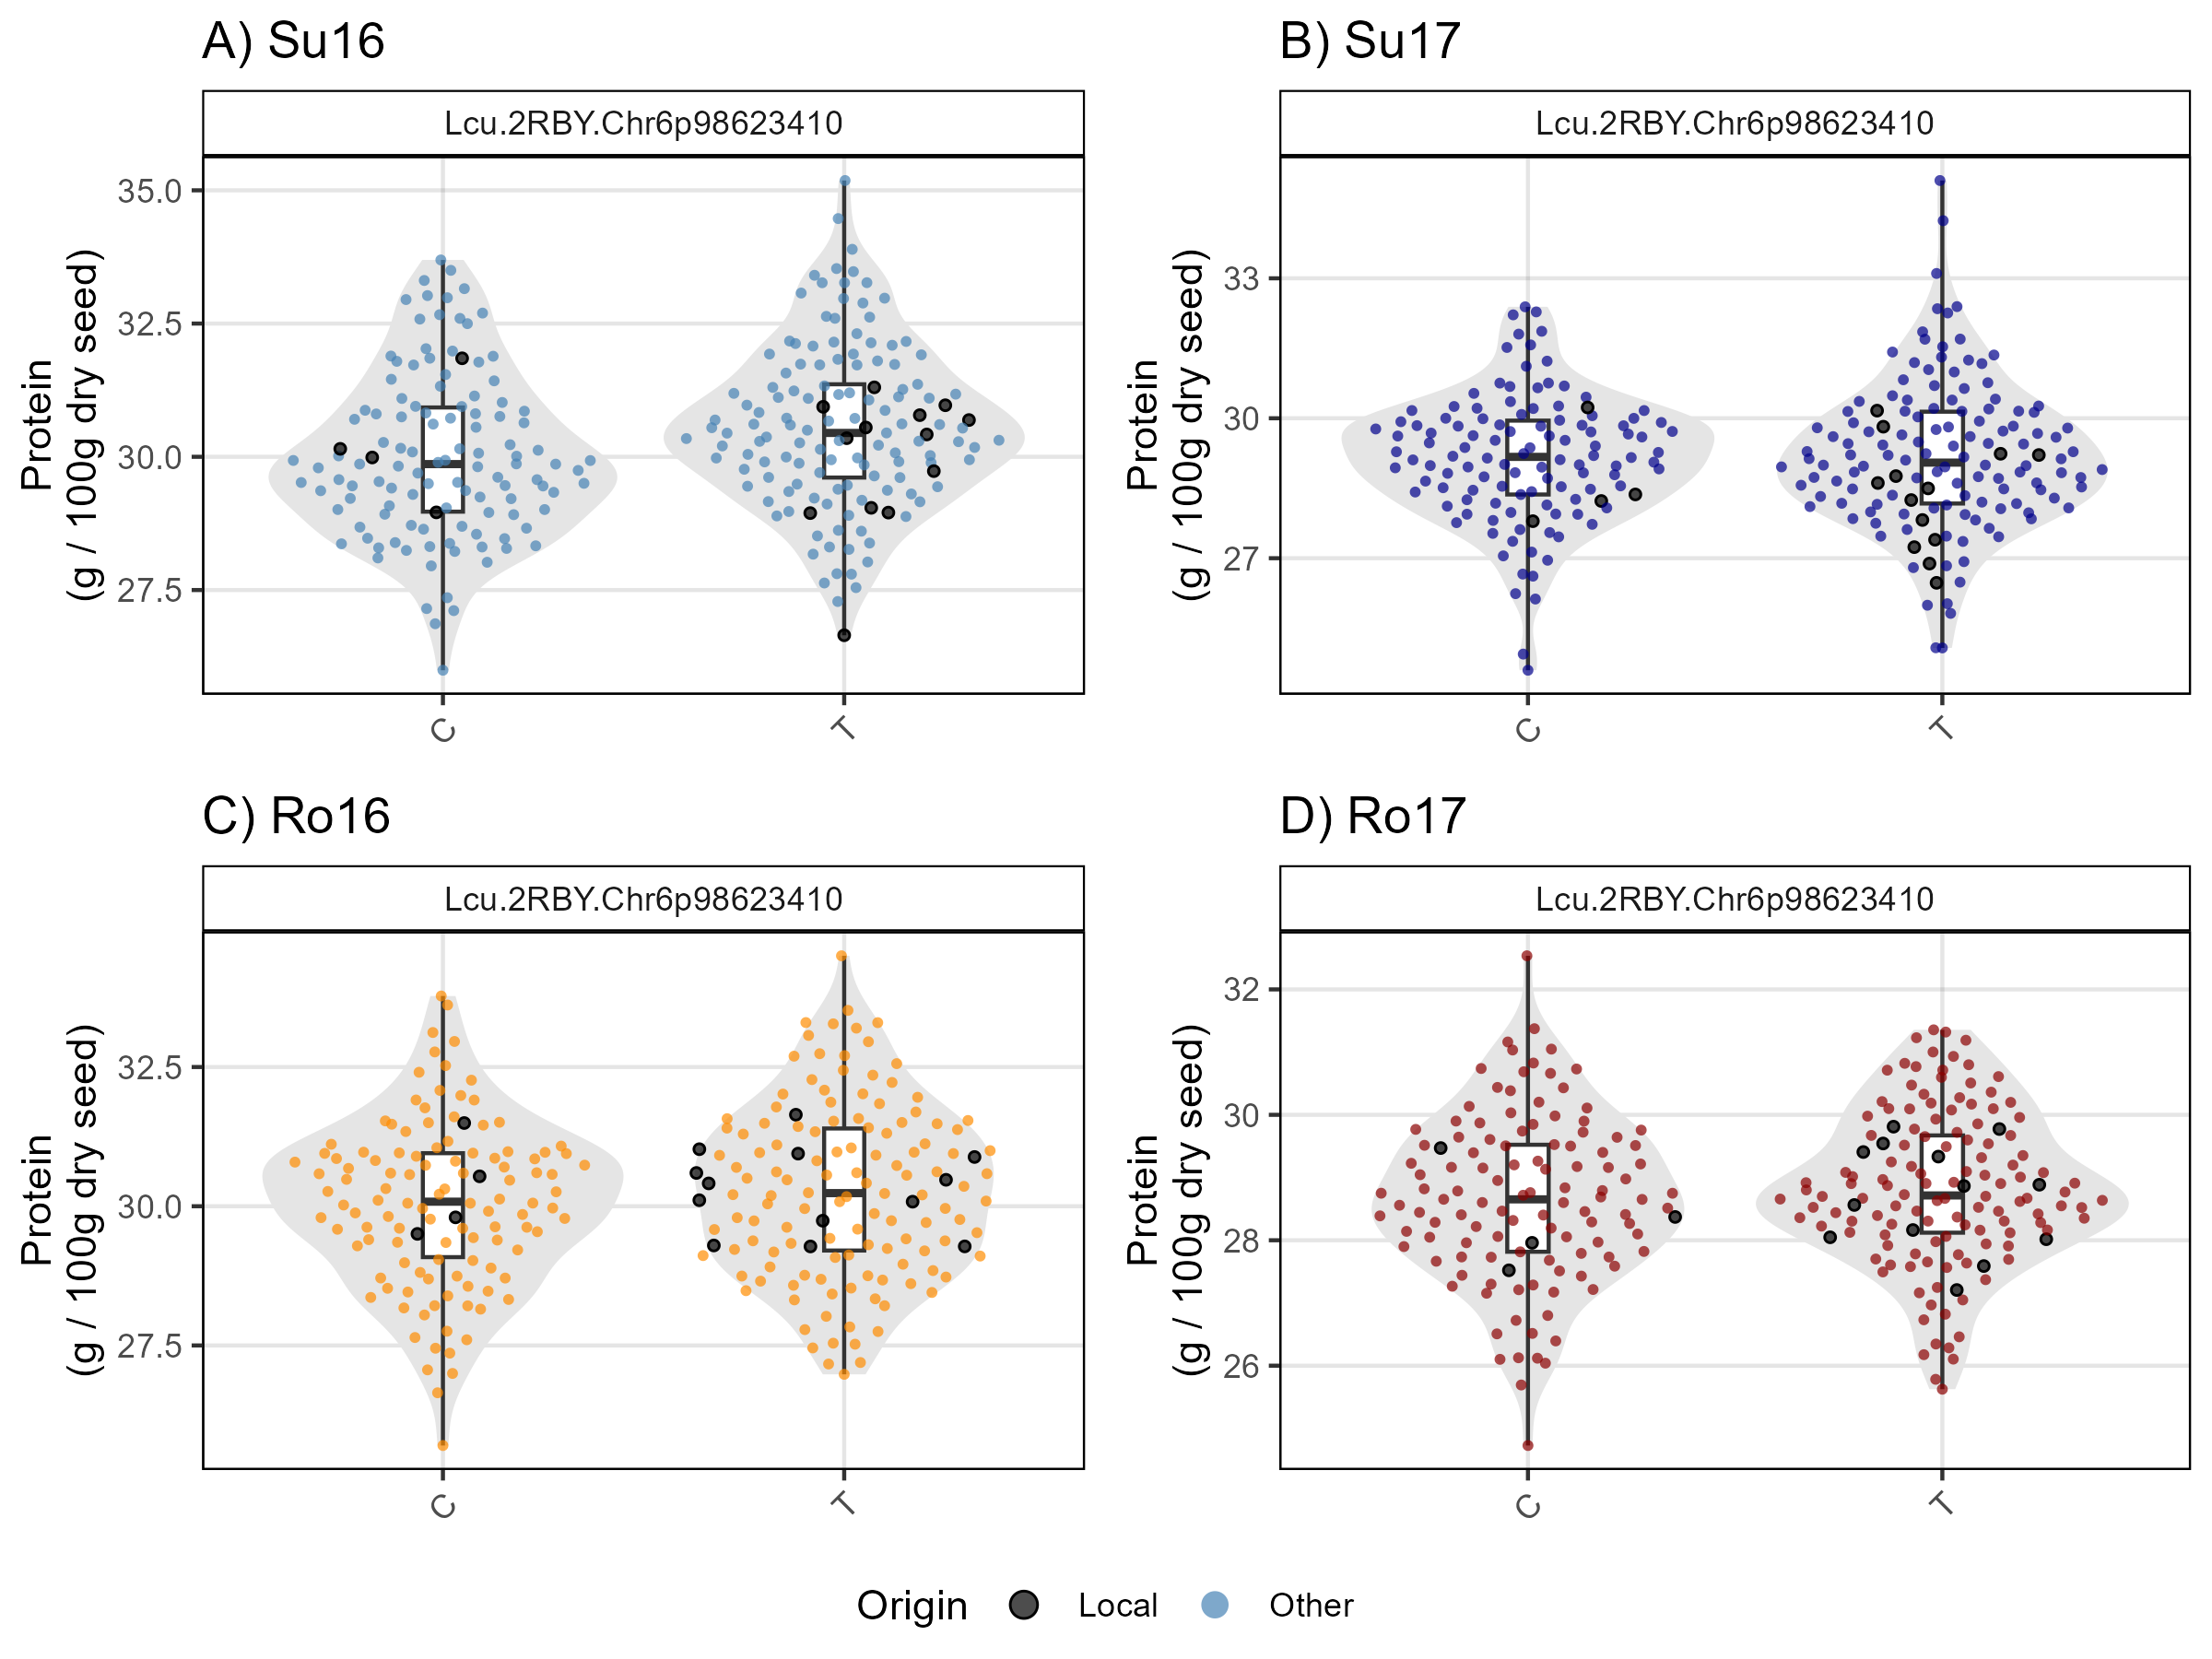 A) Su16
Lcu.2RBY.Chr6p98623410
Protein
(g / 100g dry seed)
35.0
32.5
30.0
27.5
C
T
B) Su17
Lcu.2RBY.Chr6p98623410
Protein
(g / 100g dry seed)
33
30
27
C
T
C) Ro16
Lcu.2RBY.Chr6p98623410
Protein
(g / 100g dry seed)
32.5
30.0
27.5
C
T
D) Ro17
Lcu.2RBY.Chr6p98623410
Protein
(g / 100g dry seed)
32
30
28
26
C
T
Origin Local Other